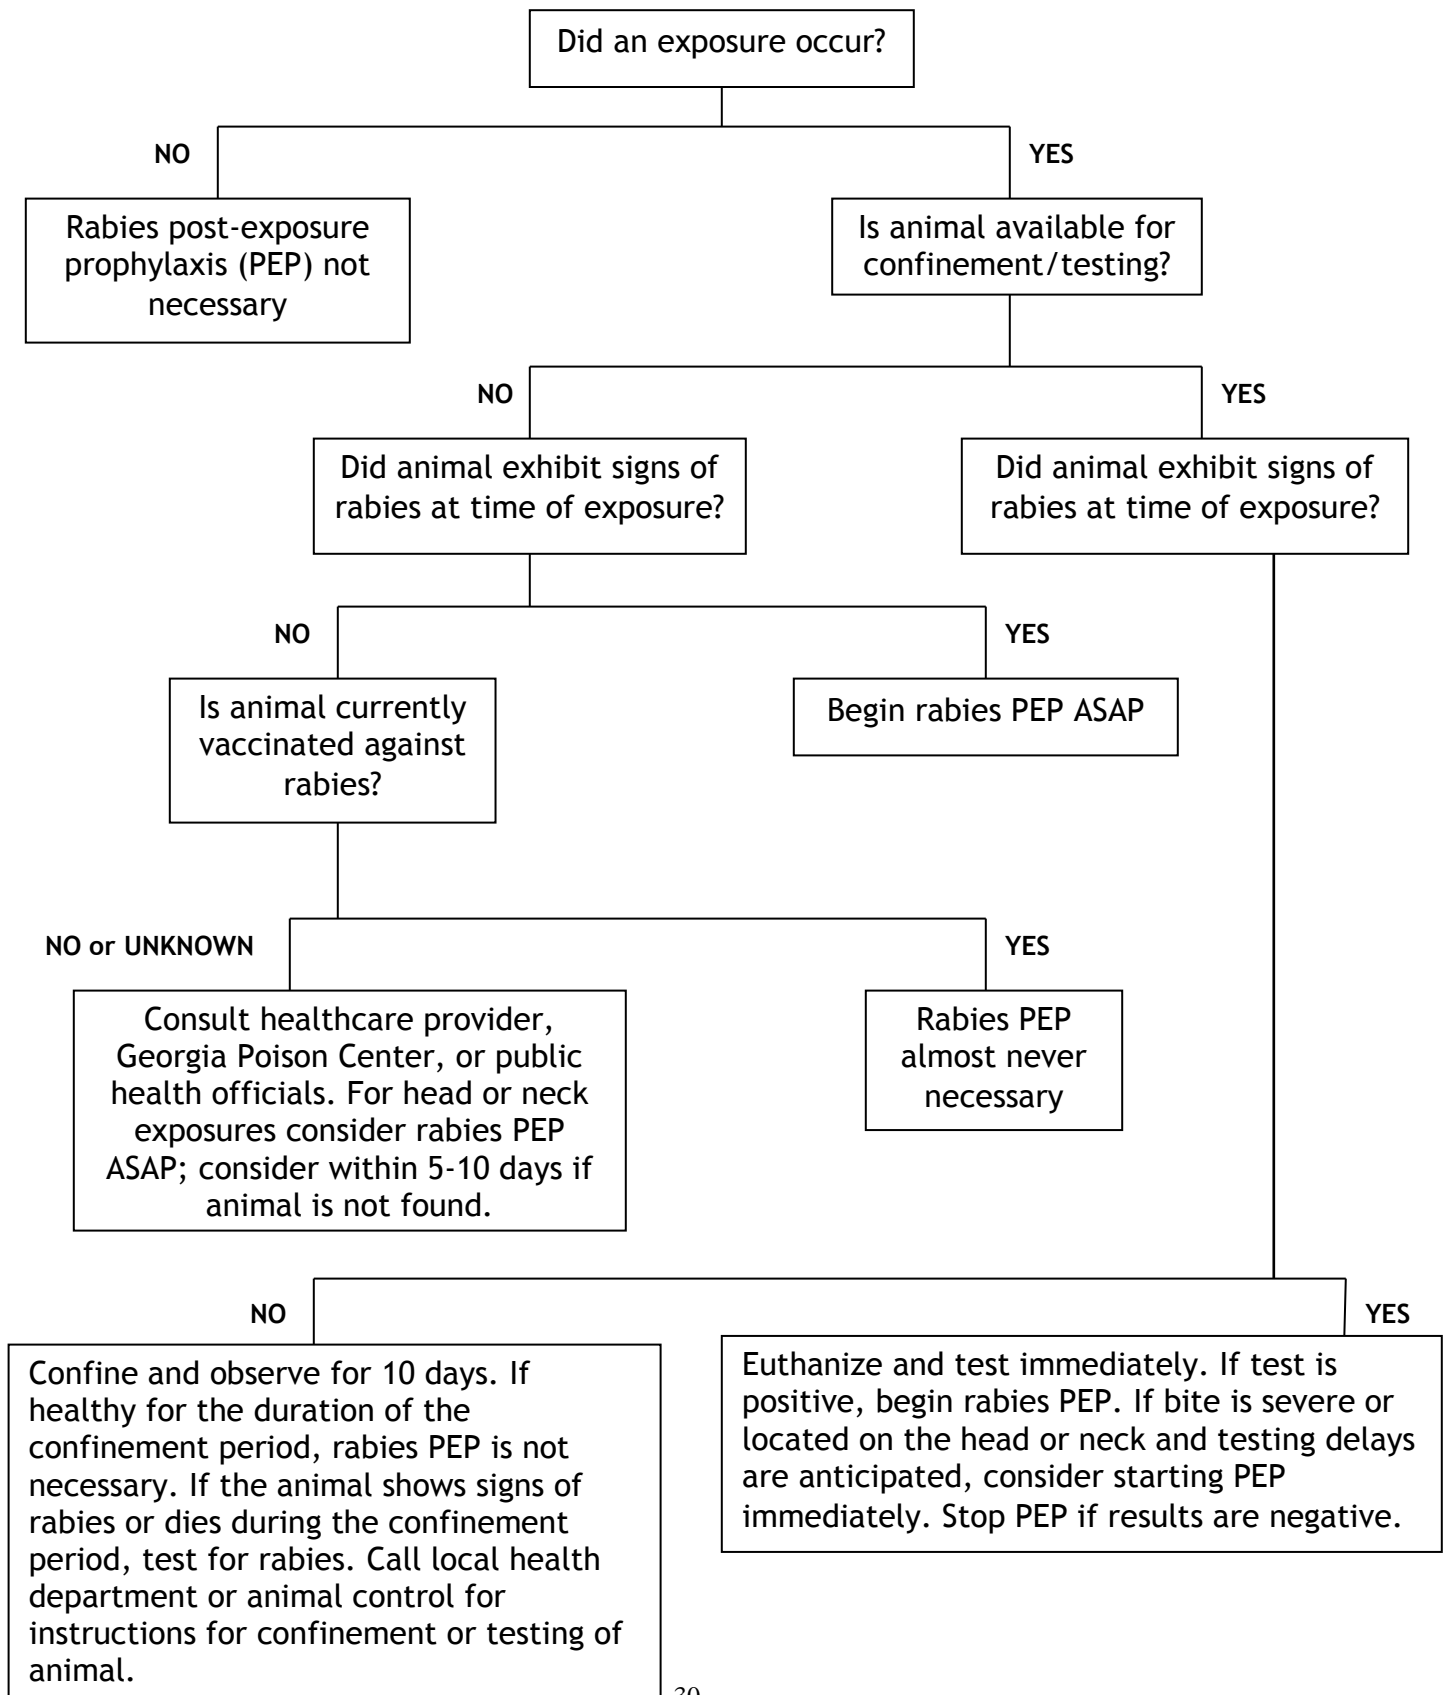 Did an exposure occur?
NO
YES
Rabies post-exposure
prophylaxis (PEP) not
necessary
Is animal available for
confinement/testing?
NO
YES
Did animal exhibit signs of
rabies at time of exposure?
Did animal exhibit signs of
rabies at time of exposure?
NO
YES
Is animal currently
vaccinated against
rabies?
Begin rabies PEP ASAP
NO or UNKNOWN
YES
Consult healthcare provider,
Georgia Poison Center, or public
health officials. For head or neck
exposures consider rabies PEP
ASAP; consider within 5-10 days if
animal is not found.
Rabies PEP
almost never
necessary
NO
YES
Confine and observe for 10 days. If
healthy for the duration of the
confinement period, rabies PEP is not
necessary. If the animal shows signs of
rabies or dies during the confinement
period, test for rabies. Call local health
department or animal control for
instructions for confinement or testing of
animal.
Euthanize and test immediately. If test is
positive, begin rabies PEP. If bite is severe or
located on the head or neck and testing delays
are anticipated, consider starting PEP
immediately. Stop PEP if results are negative.